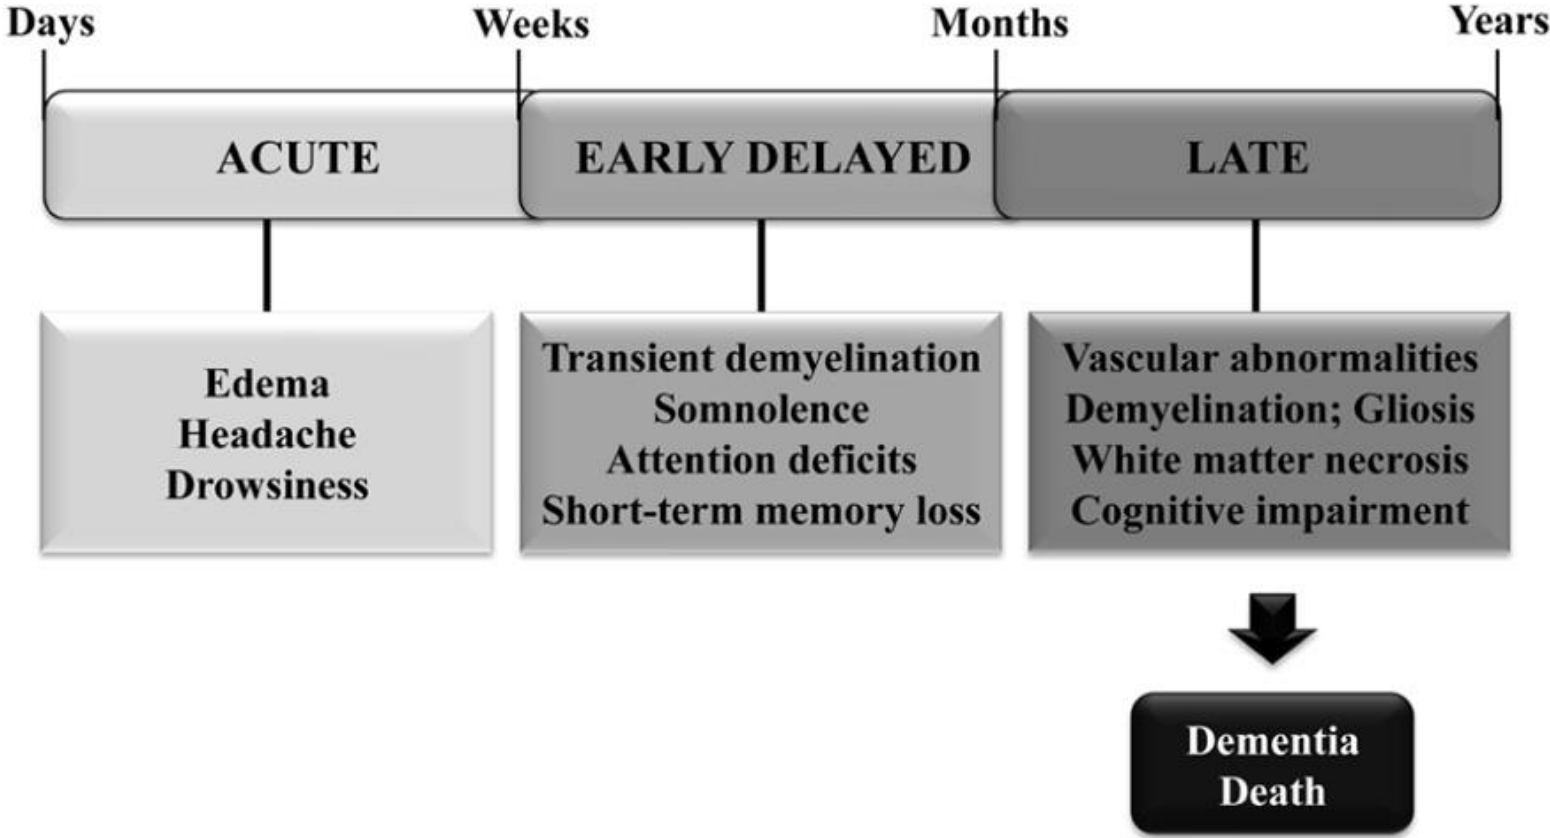 Days
Weeks
Months
Years
ACUTE
EARLY DELAYED
LATE
Edema
Headache
Drowsiness
Transient demyelination
Somnolence
Attention deficits
Short-term memory loss
Vascular abnormalities
Demyelination; Gliosis
White matter necrosis
Cognitive impairment
Dementia
Death